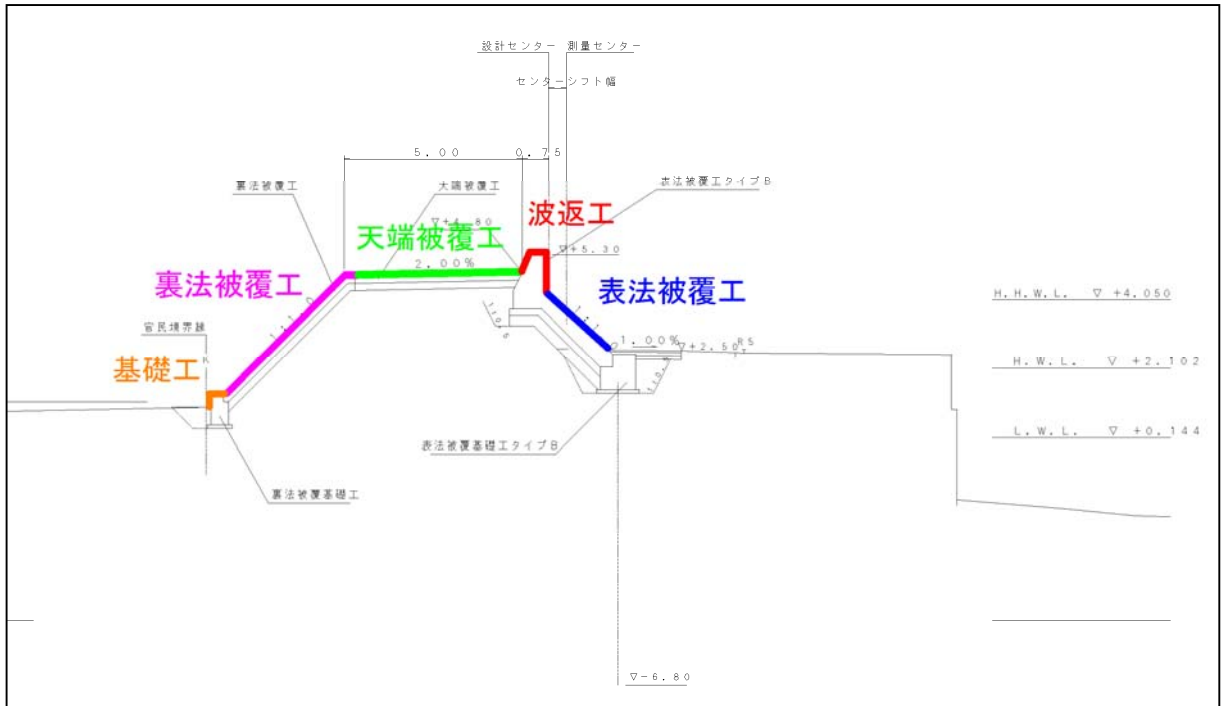 設計センター 測量センター
センターシフト幅
5.00 0.75
裏法被覆工
天端被覆工
表法被覆工タイプB
波返工
▽+4.80
天端被覆工
▽+5.30
2.00%
裏法被覆工
表法被覆工
H.H.W.L. ▽ +4.050
官民境界線
1.00%
▽+2.50
基礎工
H.W.L. ▽ +2.102
L.W.L. ▽ +0.144
表法被覆基礎工タイプB
裏法被覆基礎工
▽-6.80